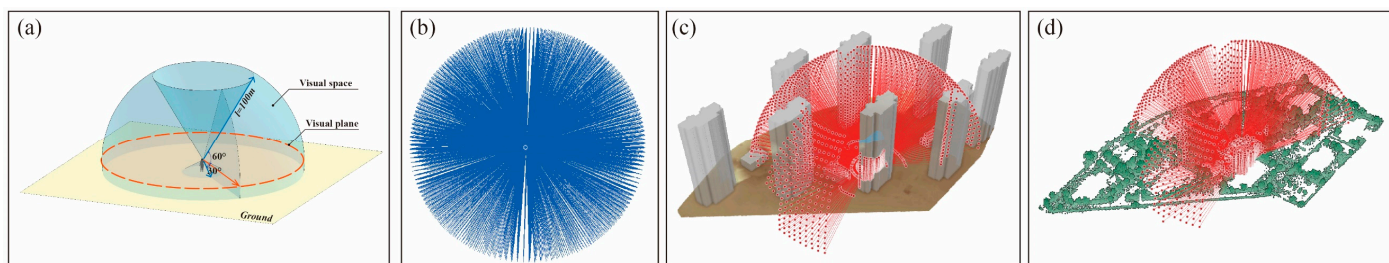 (a)
Visual space
l=100m
Visual plane
60°
30°
Ground
(b)
(c)
(d)